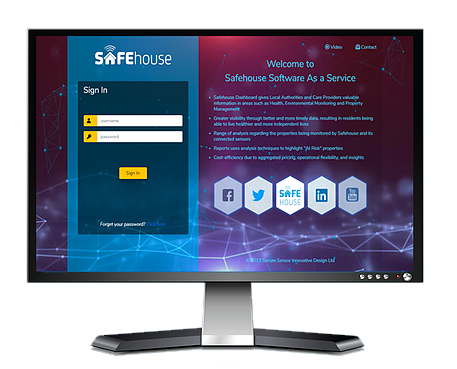 SAFEhouse
Sign In
username
password
Sign In
Forgot your password? Click here
Video
Contact
Welcome to
Safehouse Software As a Service
Safehouse Dashboard gives Local Authorities and Care Providers valuable
information in areas such as Health, Environmental Monitoring and Property
Management
Greater visibility through better and more timely data, resulting in residents being
able to live healthier and more independent lives
Range of analysis regarding the properties being monitored by Safehouse and its
connected sensors
Reports uses analysis techniques to highlight "At Risk" properties
Cost-efficiency due to aggregated pricing, operational flexibility, and insights
SAFE
HOUSE
in
You
Tube
©2017 Secure Sensor Innovative Design Ltd